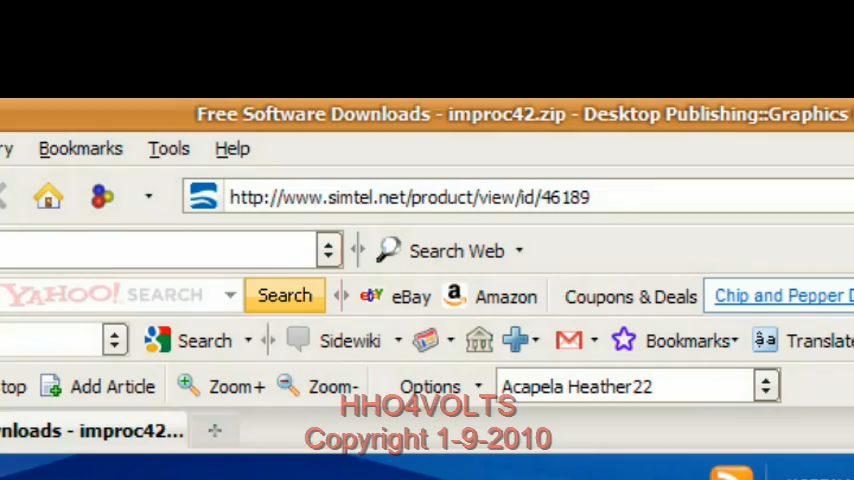 Free Software Downloads - improc42.zip - Desktop Publishing::Graphics
ry Bookmarks Tools Help
http://www.simtel.net/product/view/id/46189
Search Web
YAHOO! SEARCH Search eBay Amazon Coupons & Deals Chip and Pepper D
Search Sidewiki Bookmarks Translate
top Add Article Zoom+ Zoom- Options Acapela Heather22
nloads - improc42...
HHO4VOLTS
Copyright 1-9-2010